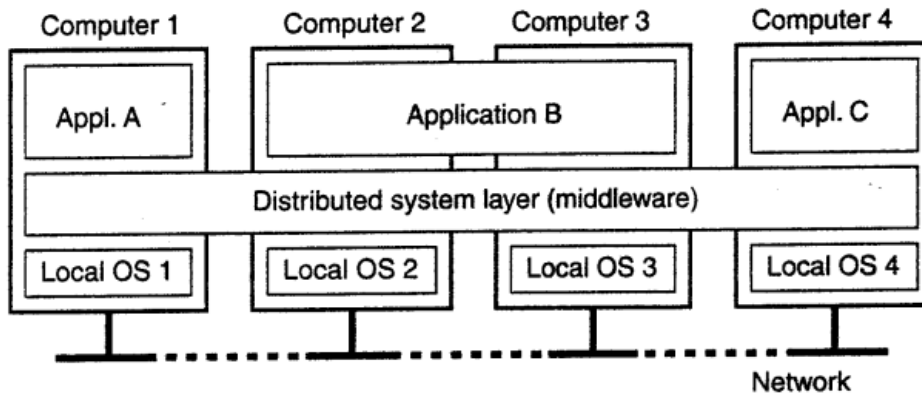 Computer 1
Computer 2
Computer 3
Computer 4
Appl. A
Application B
Appl. C
Distributed system layer (middleware)
Local OS 1
Local OS 2
Local OS 3
Local OS 4
Network